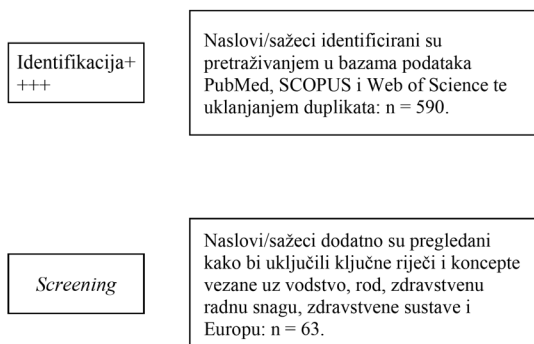 Identifikacija+
+++
Naslovi/sažeci identificirani su
pretraživanjem u bazama podataka
PubMed, SCOPUS i Web of Science te
uklanjanjem duplikata: n = 590.
Screening
Naslovi/sažeci dodatno su pregledani
kako bi uključili ključne riječi i koncepte
vezane uz vodstvo, rod, zdravstvenu
radnu snagu, zdravstvene sustave i
Europu: n = 63.